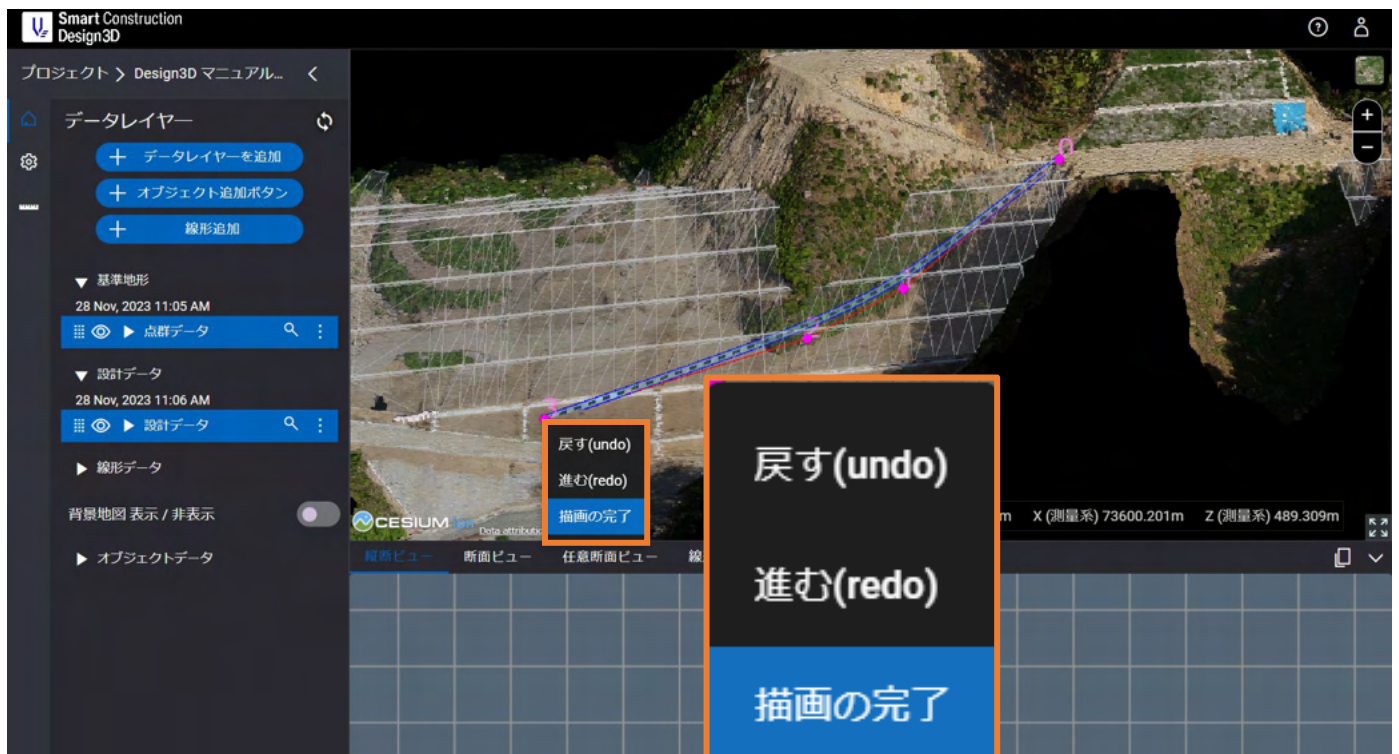 Smart Construction
Design3D
プロジェクト > Design3D マニュアル...
データレイヤー
データレイヤーを追加
オブジェクト追加ボタン
線形追加
基準地形
28 Nov, 2023 11:05 AM
点群データ
設計データ
28 Nov, 2023 11:06 AM
設計データ
線形データ
背景地図 表示 / 非表示
オブジェクトデータ
0
戻す(undo)
進む(redo)
描画の完了
戻す(undo)
進む(redo)
描画の完了
CESIUM ion
Data attribution
m X (測量系) 73600.201m Z (測量系) 489.309m
縦断ビュー 断面ビュー 任意断面ビュー 線